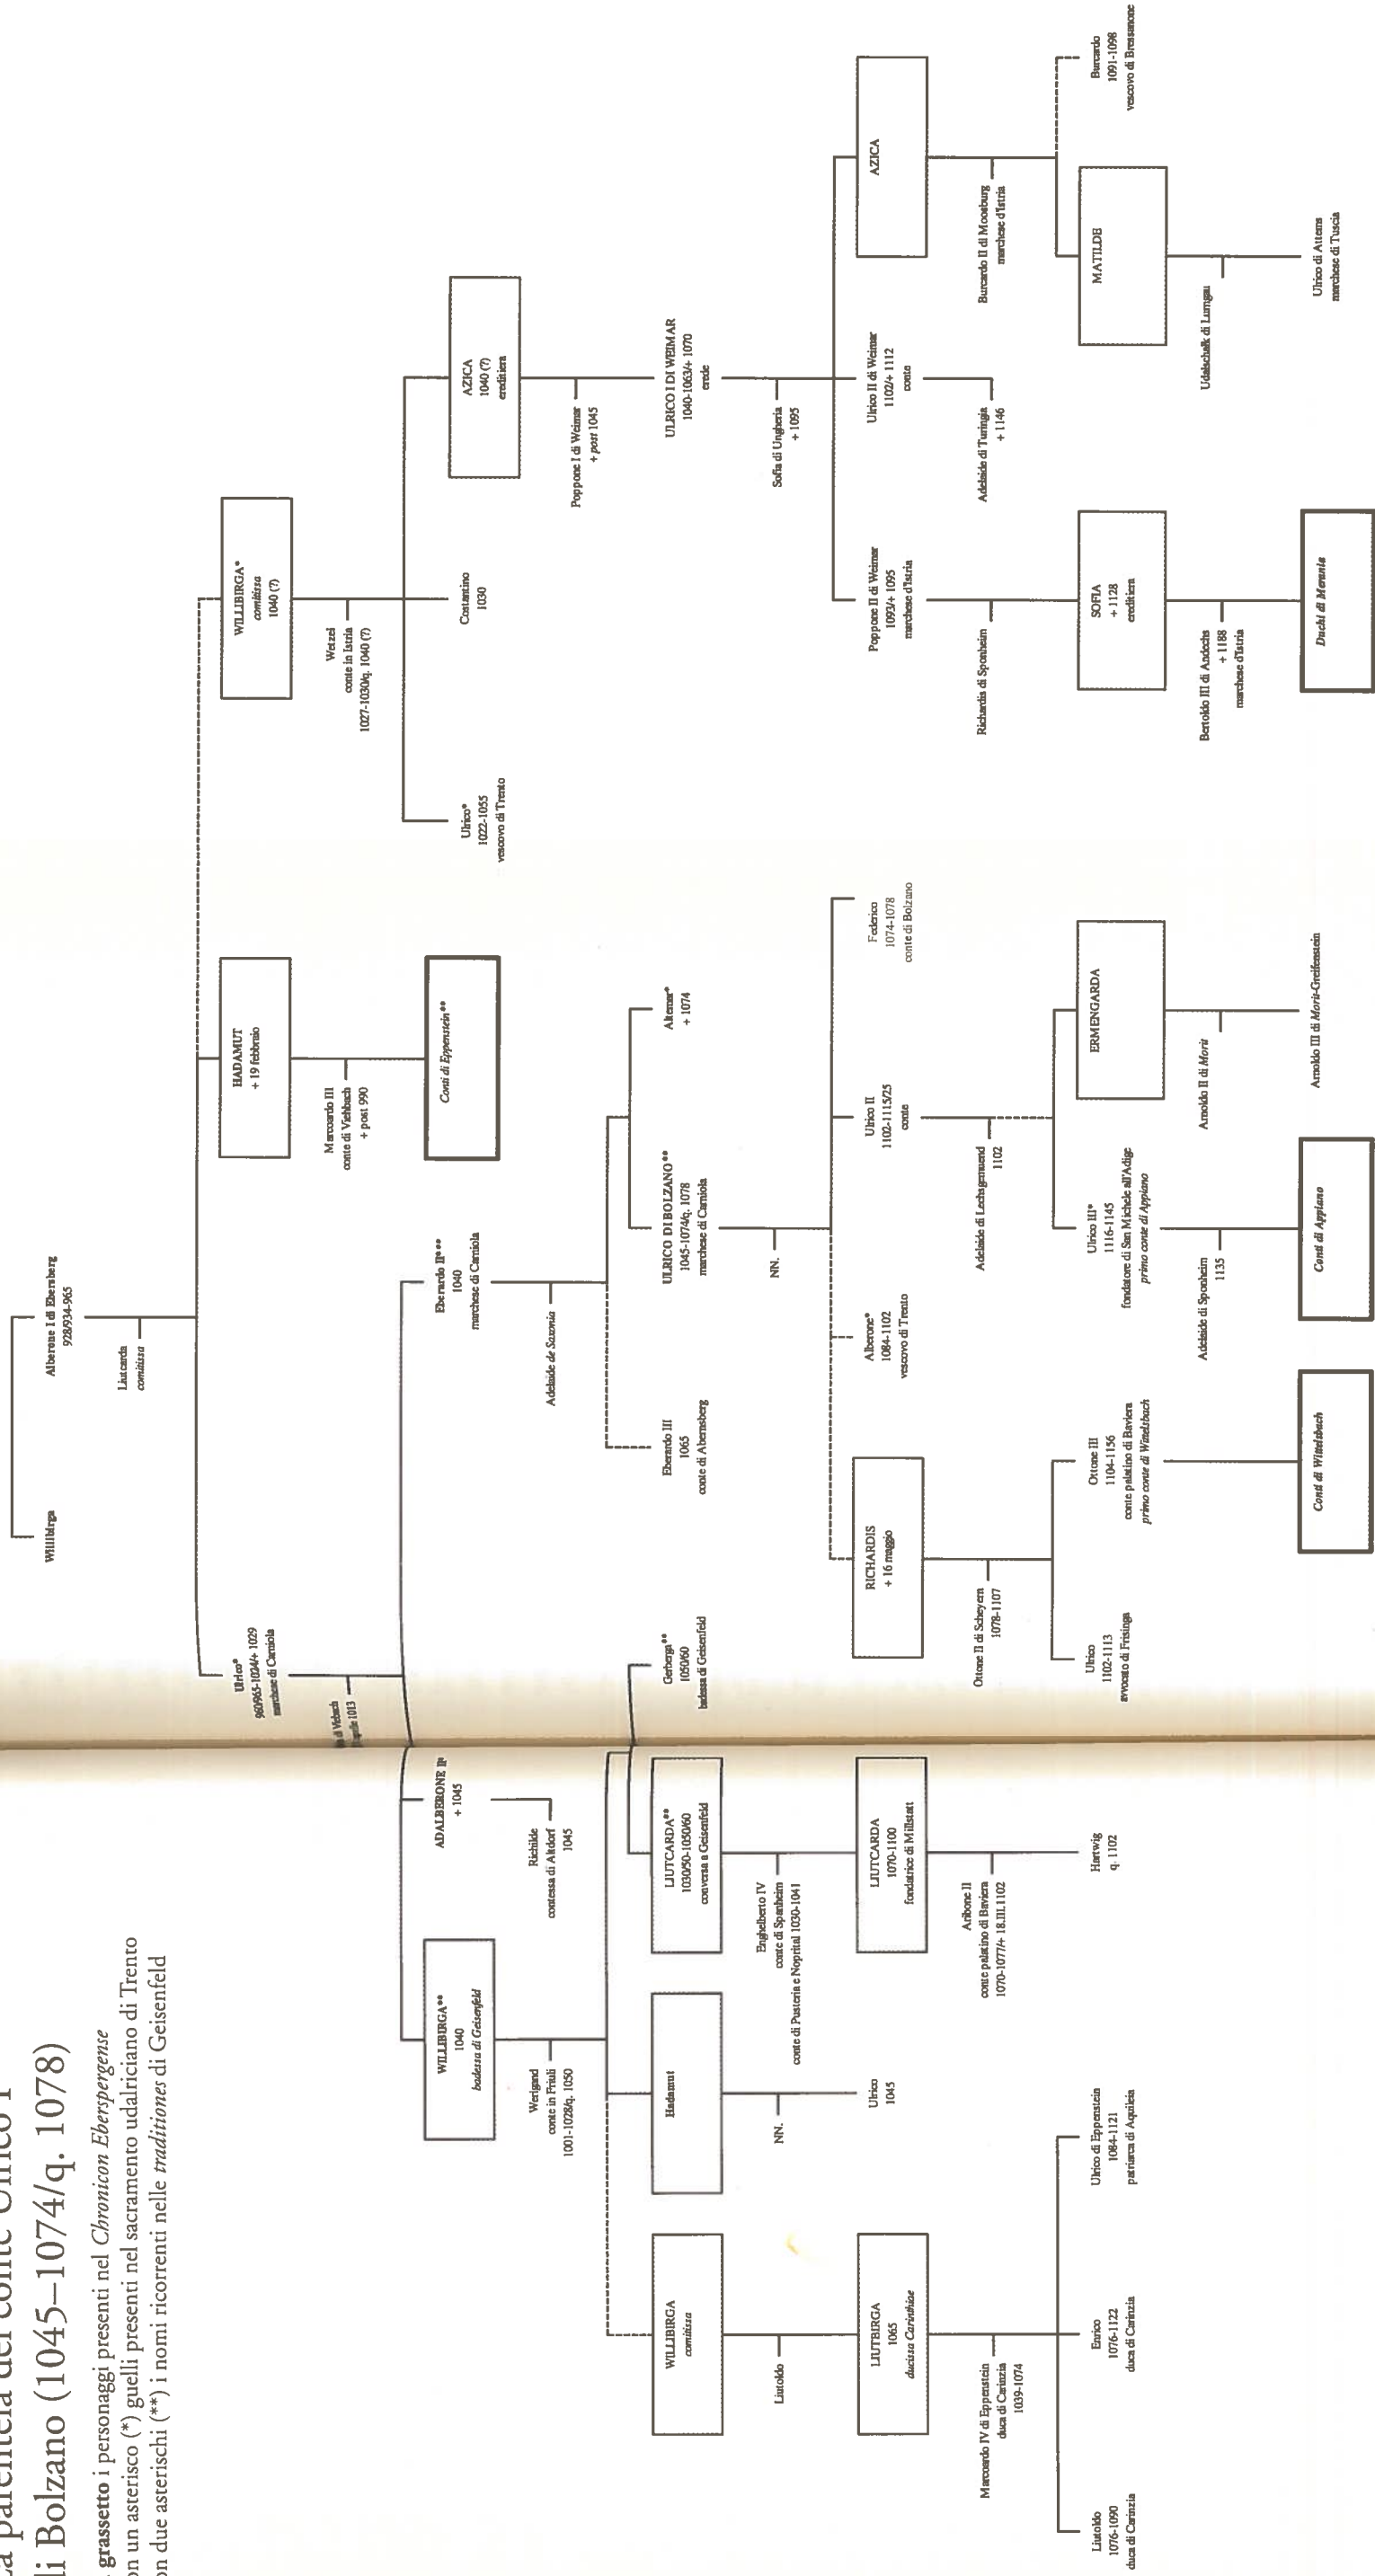 parentela del conte Ulrico I
di Bolzano (1045–1074/q. 1078)
grassetto i personaggi presenti nel Chronicon Eberspergense
on un asterisco (*) guelli presenti nel sacramento udalriciano di Trento
on due asterischi (**) i nomi ricorrenti nelle traditiones di Geisenfeld
Willibirga
Alberone I di Ebersberg
928/934-965
Liutcarda
comitissa
Ulrico*
960/965-1024/+ 1029
marchese di Carniola
di Viehbach
aprile 1013
HADAMUT
+ 19 febbraio
Marcoardo III
conte di Viehbach
+ post 990
Conti di Eppenstein**
WILLIBIRGA*
comitissa
1040 (?)
Wetzel
conte in Istria
1027-1030/q. 1040 (?)
WILLIBIRGA**
1040
badessa di Geisenfeld
Werigand
conte in Friuli
1001-1028/q. 1050
ADALBERONE II*
+ 1045
Richilde
contessa di Altdorf
1045
Eberardo II***
1040
marchese di Carniola
Adelaide de Saxonia
Ulrico*
1022-1055
vescovo di Trento
Costantino
1030
AZICA
1040 (?)
ereditiera
Poppone I di Weimar
+ post 1045
WILLIBIRGA
comitissa
Liutoldo
Hadamut
NN.
LIUTCARDA**
1030/50-1050/60
conversa a Geisenfeld
Enghelberto IV
conte di Spanheim
conte di Pusteria e Noprital 1030-1041
Gerberga**
1050/60
badessa di Geisenfeld
Eberardo III
1065
conte di Abernsberg
ULRICO DI BOLZANO**
1045-1074/q. 1078
marchese di Carniola
NN.
Altemar*
+ 1074
ULRICO I DI WEIMAR
1040-1063/+ 1070
erede
Sofia di Ungheria
+ 1095
LIUTBIRGA
1065
ducissa Carinthiae
Marcoardo IV di Eppenstein
duca di Carinzia
1039-1074
Ulrico
1045
LIUTCARDA
1070-1100
fondatrice di Millstatt
Aribone II
conte palatino di Baviera
1070-1077/+ 18.III.1102
RICHARDIS
+ 16 maggio
Ottone II di Scheyern
1078-1107
Alberone*
1084-1102
vescovo di Trento
Ulrico II
1102-1115/25
conte
Adelaide di Lechsgemuend
1102
Federico
1074-1078
conte di Bolzano
Poppone II di Weimar
1093/+ 1095
marchese d'Istria
Richardis di Sponheim
Ulrico II di Weimar
1102/+ 1112
conte
Adelaide di Turingia
+ 1146
AZICA
Burcardo II di Moosburg
marchese d'Istria
Liutoldo
1076-1090
duca di Carinzia
Enrico
1076-1122
duca di Carinzia
Ulrico di Eppenstein
1084-1121
patriarca di Aquileia
Hartwig
q. 1102
Ulrico
1102-1113
avvocato di Frisinga
Ottone III
1104-1156
conte palatino di Baviera
primo conte di Wittelsbach
Ulrico III*
1116-1145
fondatore di San Michele all'Adige
primo conte di Appiano
Adelaide di Sponheim
1135
ERMENGARDA
Arnoldo II di Morit
SOFIA
+ 1128
ereditiera
Bertoldo III di Andechs
+ 1188
marchese d'Istria
MATILDE
Udalschalk di Lurngau
Burcardo
1091-1098
vescovo di Bressanone
Conti di Wittelsbach
Conti di Appiano
Arnoldo III di Morit-Greifenstein
Duchi di Merania
Ulrico di Attems
marchese di Tuscia